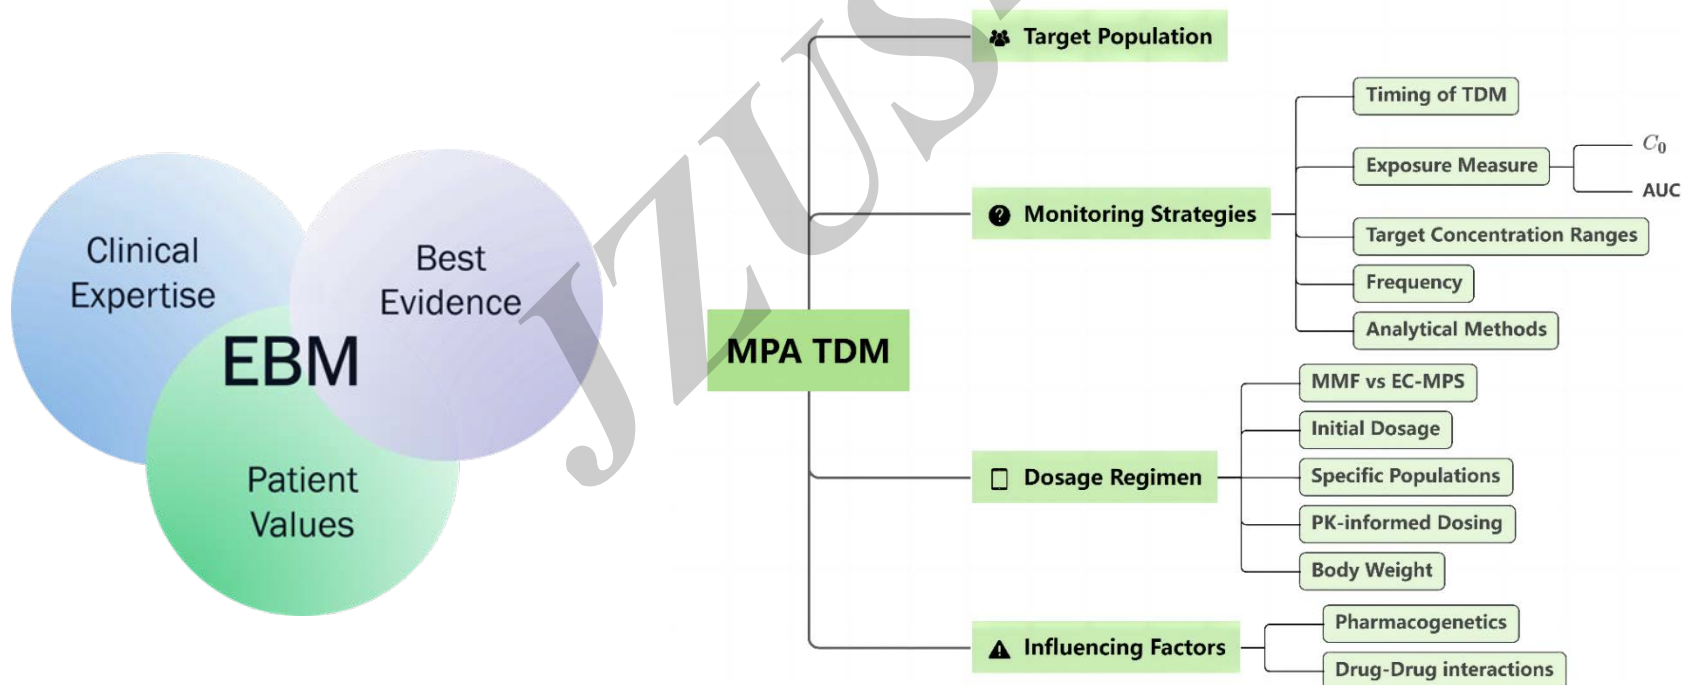 Clinical
Expertise
Best
Evidence
EBM
Patient
Values
JZUS
MPA TDM
Target Population
Monitoring Strategies
Timing of TDM
Exposure Measure
C₀
AUC
Target Concentration Ranges
Frequency
Analytical Methods
Dosage Regimen
MMF vs EC-MPS
Initial Dosage
Specific Populations
PK-informed Dosing
Body Weight
Influencing Factors
Pharmacogenetics
Drug-Drug interactions